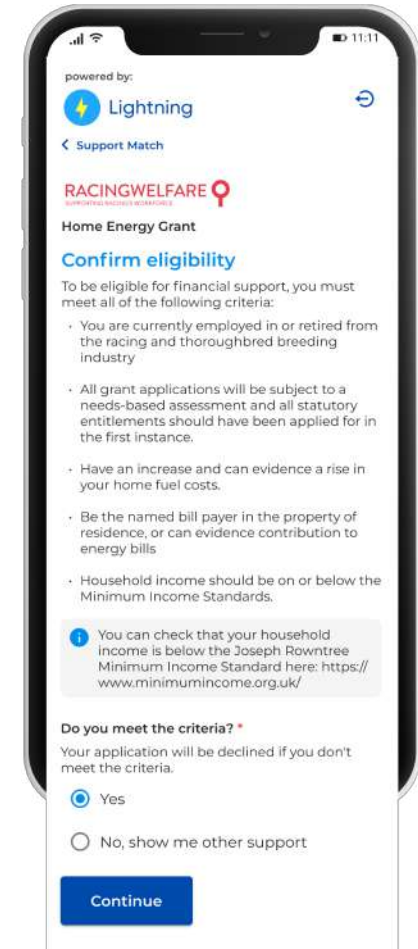 11:11
powered by:
Lightning
Support Match
RACINGWELFARE
SUPPORTING RACING'S WORKFORCE
Home Energy Grant
Confirm eligibility
To be eligible for financial support, you must
meet all of the following criteria:
· You are currently employed in or retired from
the racing and thoroughbred breeding
industry
· All grant applications will be subject to a
needs-based assessment and all statutory
entitlements should have been applied for in
the first instance.
· Have an increase and can evidence a rise in
your home fuel costs.
· Be the named bill payer in the property of
residence, or can evidence contribution to
energy bills
· Household income should be on or below the
Minimum Income Standards.
You can check that your household
income is below the Joseph Rowntree
Minimum Income Standard here: https://
www.minimumincome.org.uk/
Do you meet the criteria? *
Your application will be declined if you don't
meet the criteria.
Yes
No, show me other support
Continue